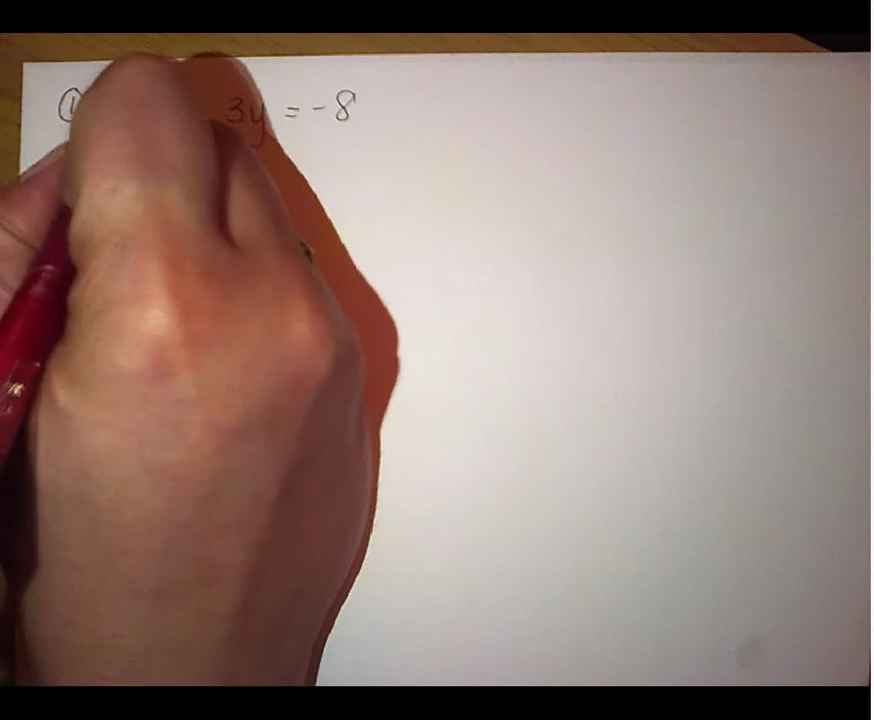 ① 3y = -8